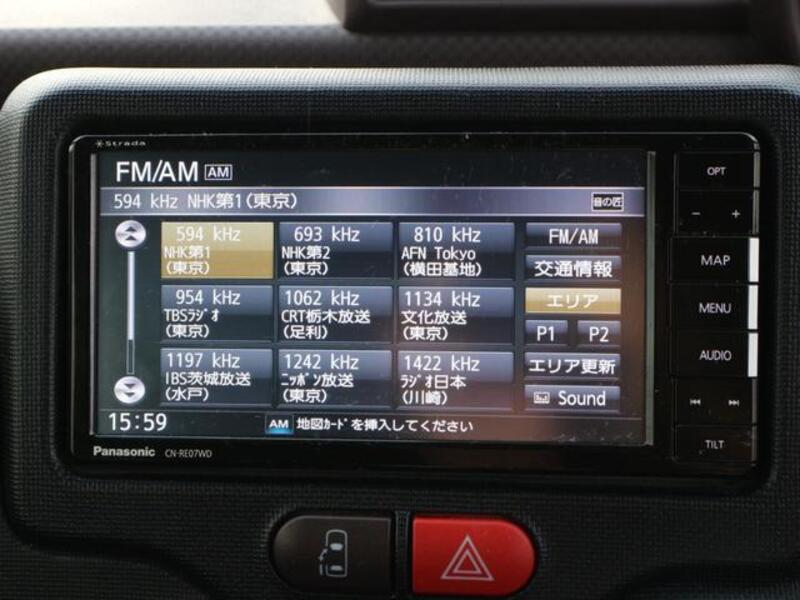 Strada
FM/AM AM
594 kHz NHK第1(東京)
音の匠
594 kHz
NHK第1
(東京)
693 kHz
NHK第2
(東京)
810 kHz
AFN Tokyo
(横田基地)
954 kHz
TBSラジオ
(東京)
1062 kHz
CRT栃木放送
(足利)
1134 kHz
文化放送
(東京)
1197 kHz
IBS茨城放送
(水戸)
1242 kHz
ニッポン放送
(東京)
1422 kHz
ラジオ日本
(川崎)
FM/AM
交通情報
エリア
P1 P2
エリア更新
Sound
15:59
AM 地図カードを挿入してください
Panasonic CN-RE07WD
OPT
− +
MAP
MENU
AUDIO
TILT